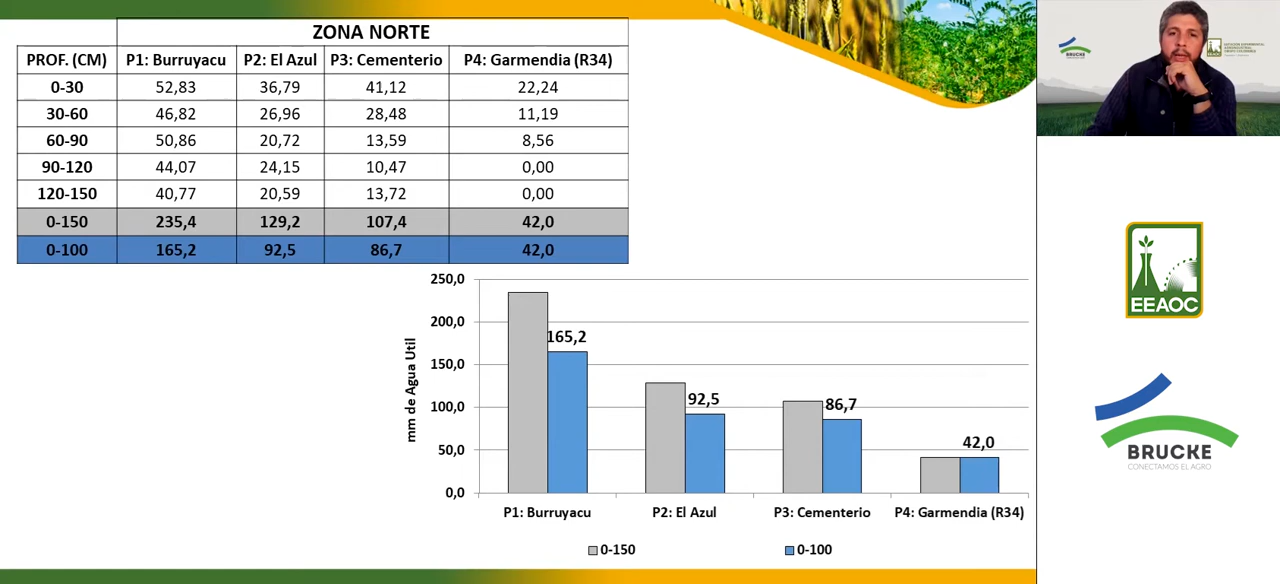 ZONA NORTE
PROF. (CM) P1: Burruyacu P2: El Azul P3: Cementerio P4: Garmendia (R34)
0-30 52,83 36,79 41,12 22,24
30-60 46,82 26,96 28,48 11,19
60-90 50,86 20,72 13,59 8,56
90-120 44,07 24,15 10,47 0,00
120-150 40,77 20,59 13,72 0,00
0-150 235,4 129,2 107,4 42,0
0-100 165,2 92,5 86,7 42,0
mm de Agua Util
250,0
200,0
150,0
100,0
50,0
0,0
165,2
92,5
86,7
42,0
P1: Burruyacu P2: El Azul P3: Cementerio P4: Garmendia (R34)
0-150 0-100
BRUCKE
EEAOC
BRUCKE
CONECTAMOS EL AGRO